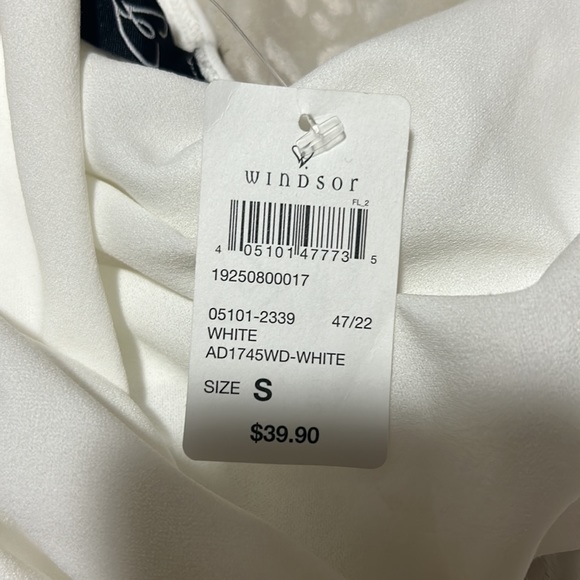 WINDSOR
FL_2
4 05101 47773 5
19250800017
05101-2339 47/22
WHITE
AD1745WD-WHITE
SIZE S
$39.90